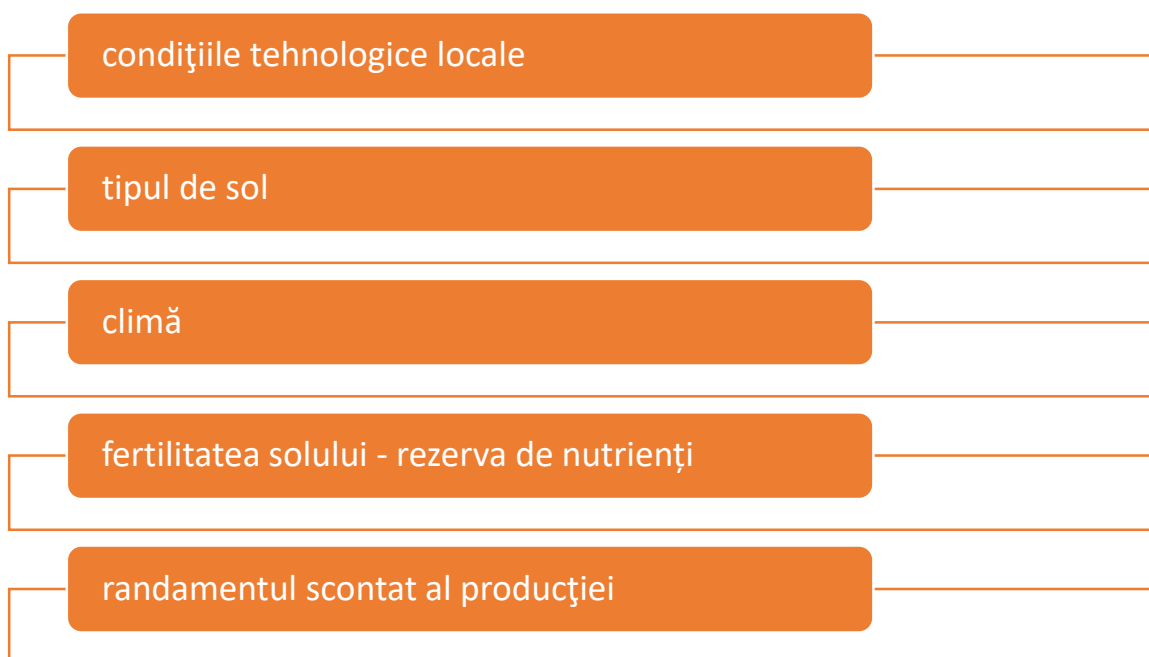 condiţiile tehnologice locale
tipul de sol
climă
fertilitatea solului - rezerva de nutrienți
randamentul scontat al producţiei